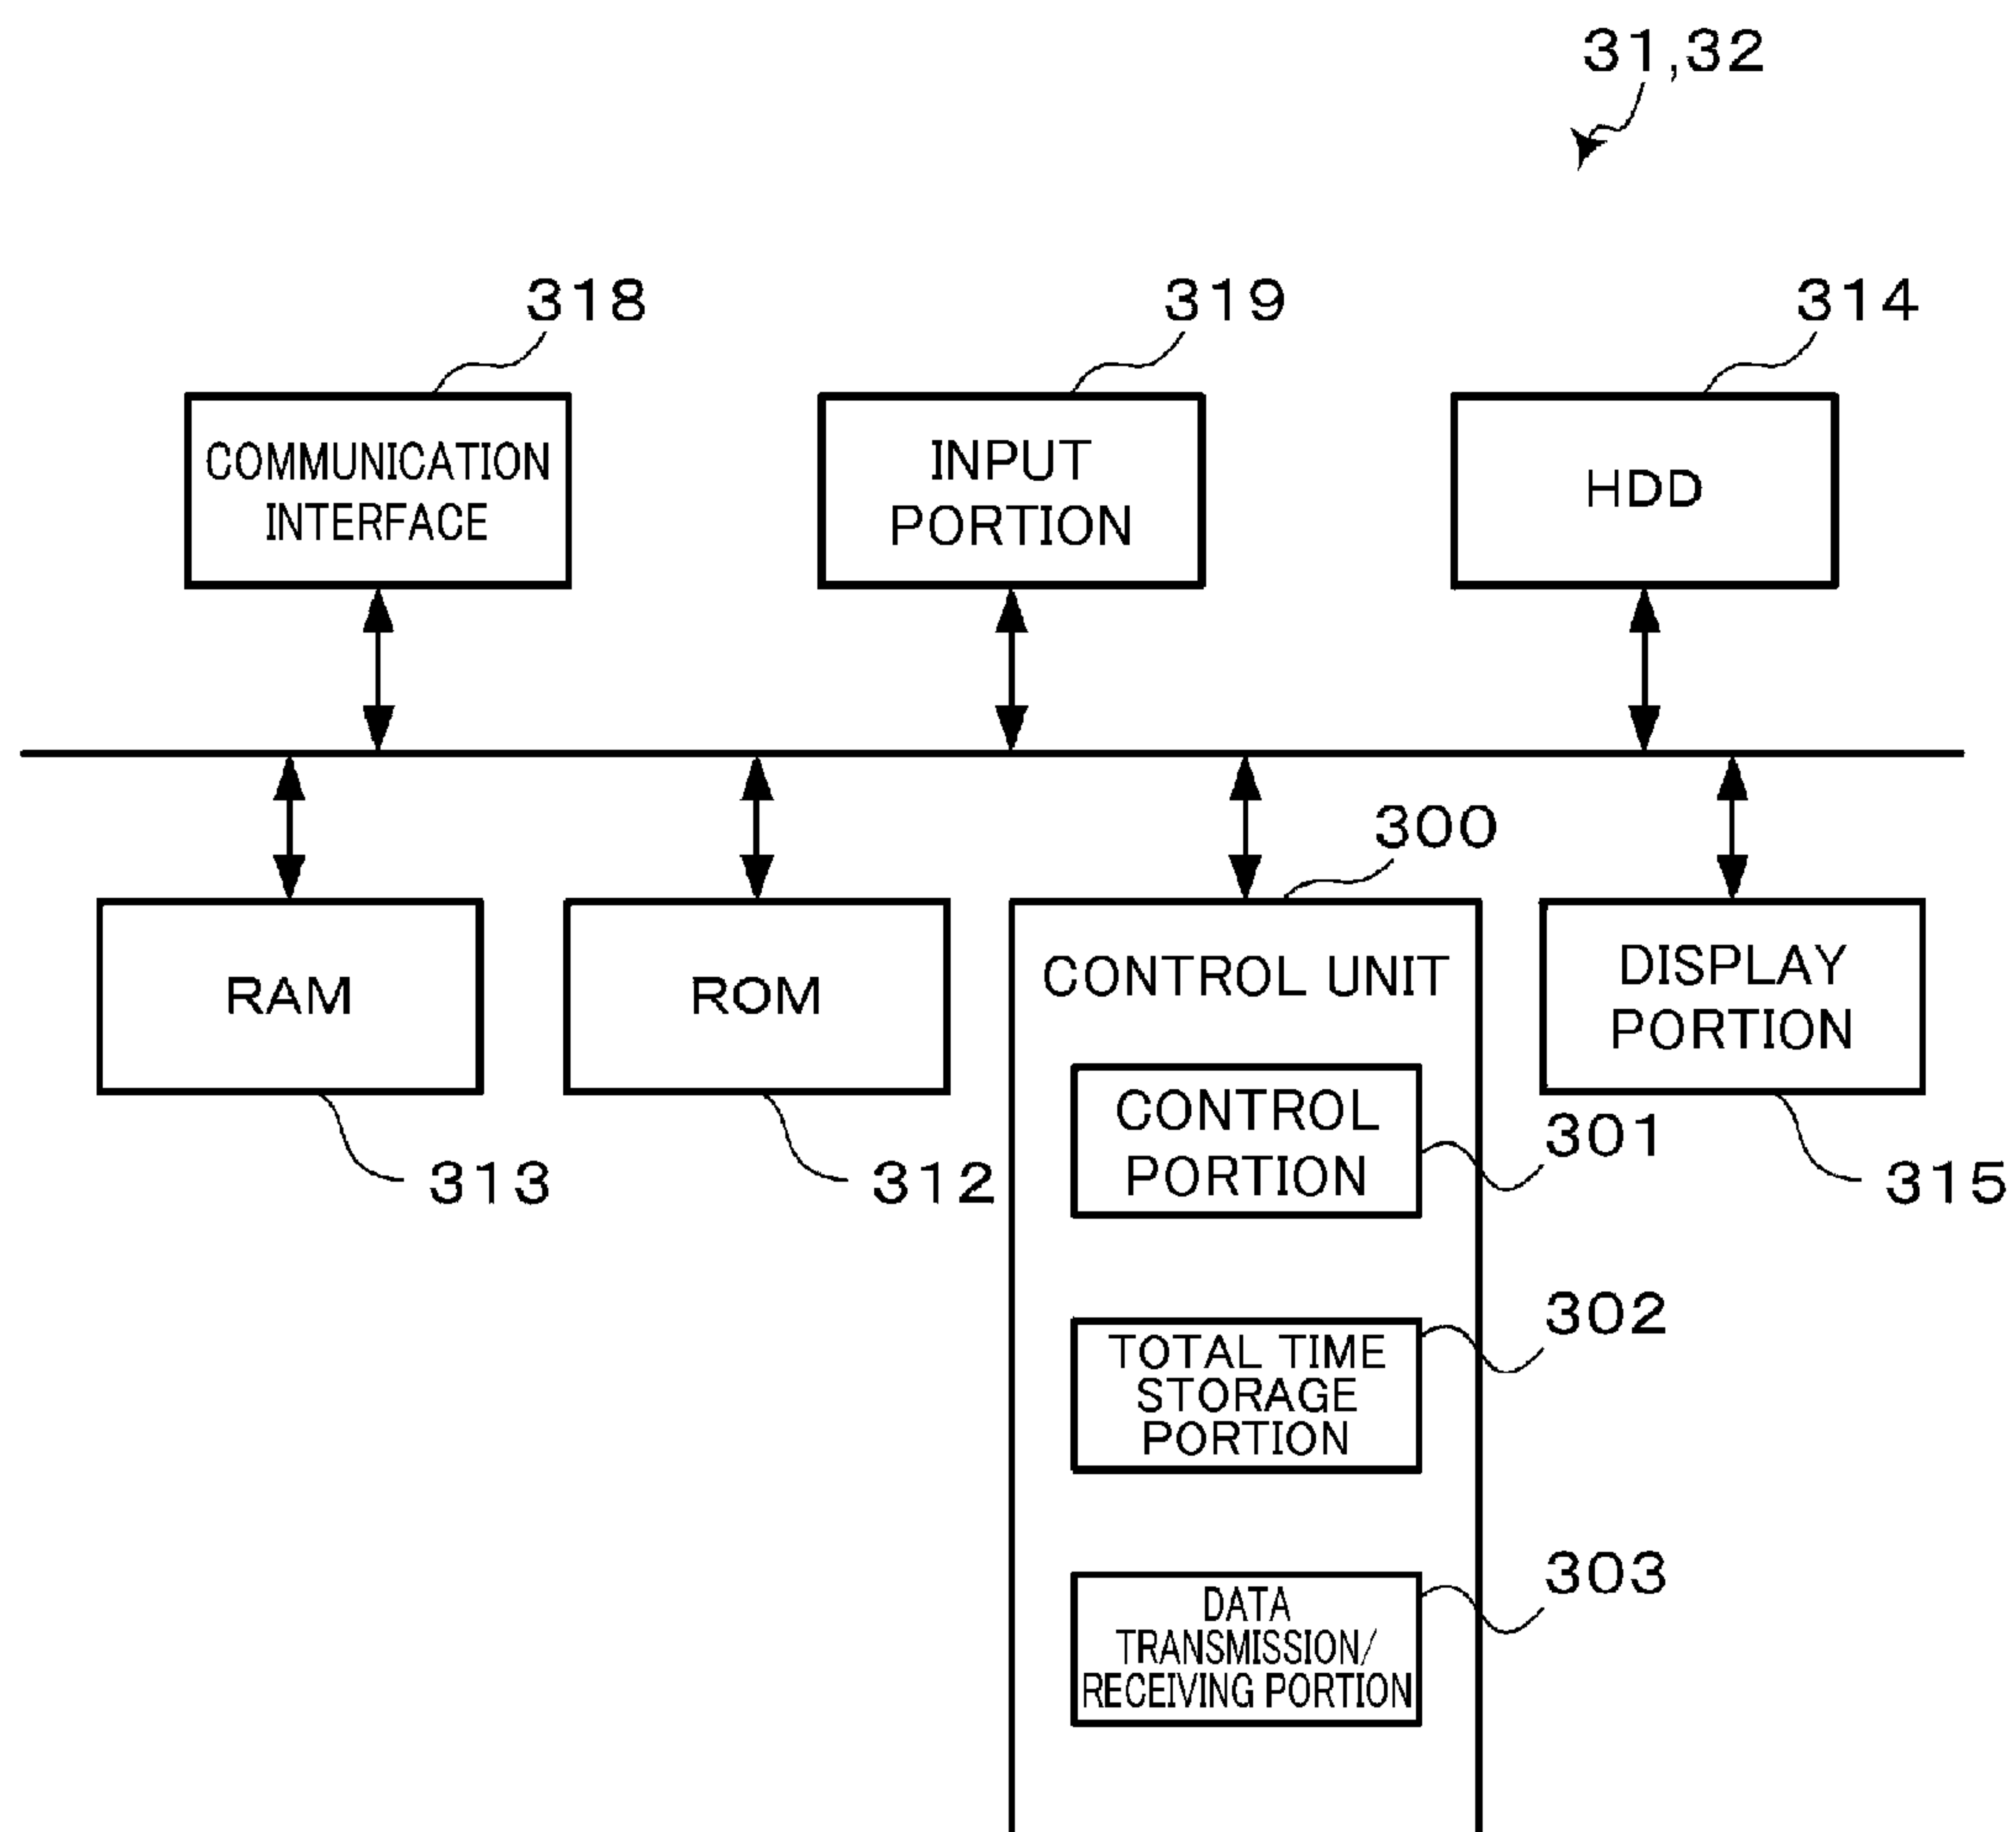 31,32
318
319
314
COMMUNICATION
INTERFACE
INPUT
PORTION
HDD
300
RAM
ROM
CONTROL UNIT
DISPLAY
PORTION
CONTROL
PORTION
301
313
312
315
302
TOTAL TIME
STORAGE
PORTION
303
DATA
TRANSMISSION/
RECEIVING PORTION